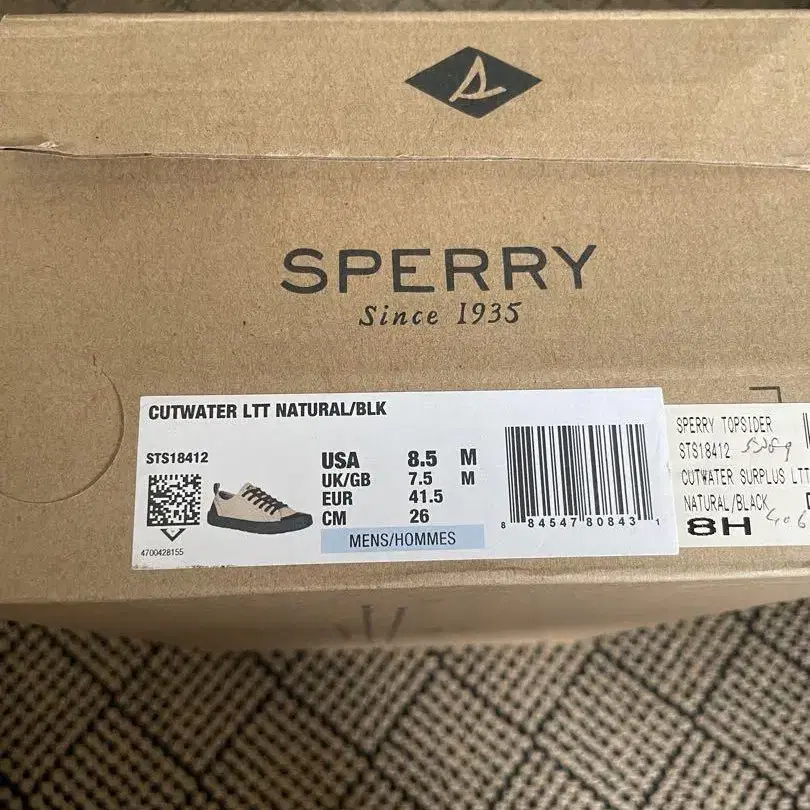 SPERRY
Since 1935
CUTWATER LTT NATURAL/BLK
STS18412
USA 8.5 M
UK/GB 7.5 M
EUR 41.5
CM 26
MENS/HOMMES
4700428155
8 84547 80843 1
SPERRY TOPSIDER
STS18412
CUTWATER SURPLUS LTT
NATURAL/BLACK
8H